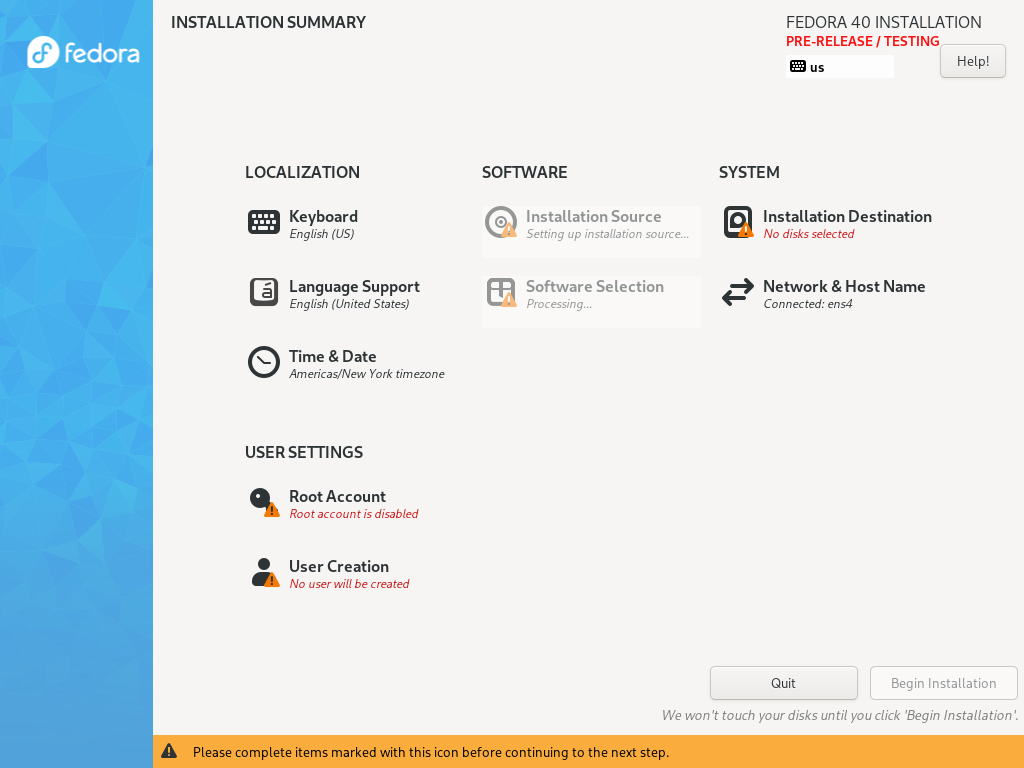 fedora
INSTALLATION SUMMARY
FEDORA 40 INSTALLATION
PRE-RELEASE / TESTING
us
Help!
LOCALIZATION
Keyboard
English (US)
Language Support
English (United States)
Time & Date
Americas/New York timezone
SOFTWARE
Installation Source
Setting up installation source...
Software Selection
Processing...
SYSTEM
Installation Destination
No disks selected
Network & Host Name
Connected: ens4
USER SETTINGS
Root Account
Root account is disabled
User Creation
No user will be created
Quit
Begin Installation
We won't touch your disks until you click 'Begin Installation'.
Please complete items marked with this icon before continuing to the next step.